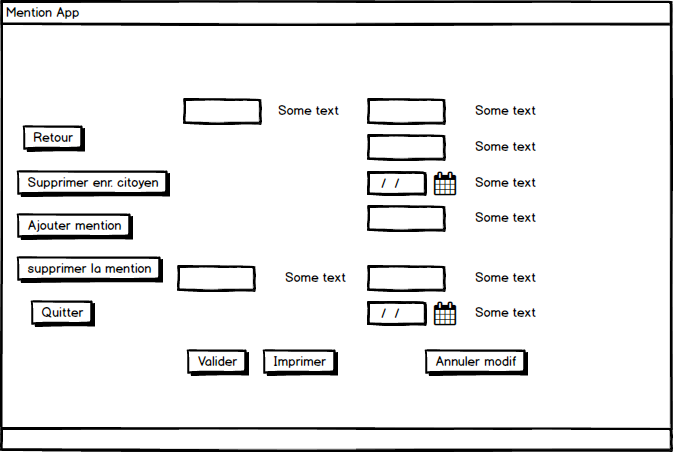 Mention App
Some text
Some text
Retour
Some text
Supprimer enr. citoyen
/ /
Some text
Ajouter mention
Some text
supprimer la mention
Some text
Some text
Quitter
/ /
Some text
Valider
Imprimer
Annuler modif